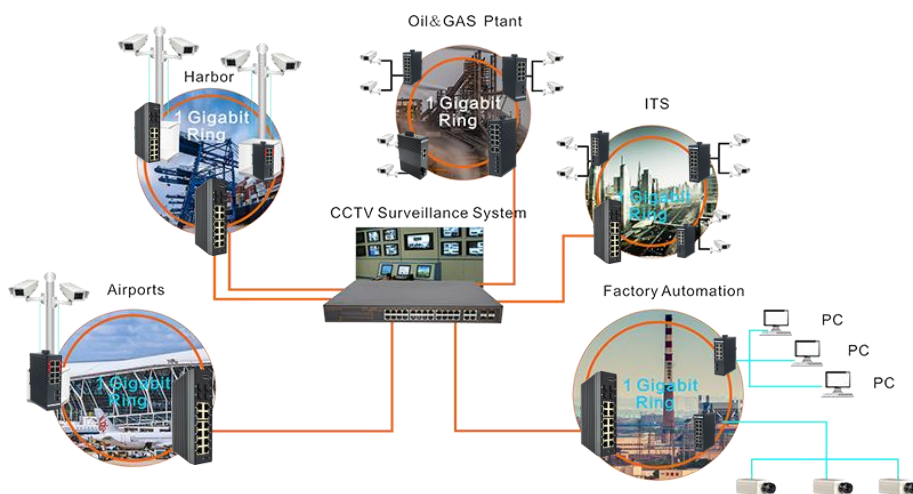 Oil&GAS Ptant
Harbor
1 Gigabit
Ring
1 Gigabit
Ring
ITS
1 Gigabit
Ring
CCTV Surveillance System
Airports
Factory Automation
1 Gigabit
Ring
1 Gigabit
Ring
PC
PC
PC